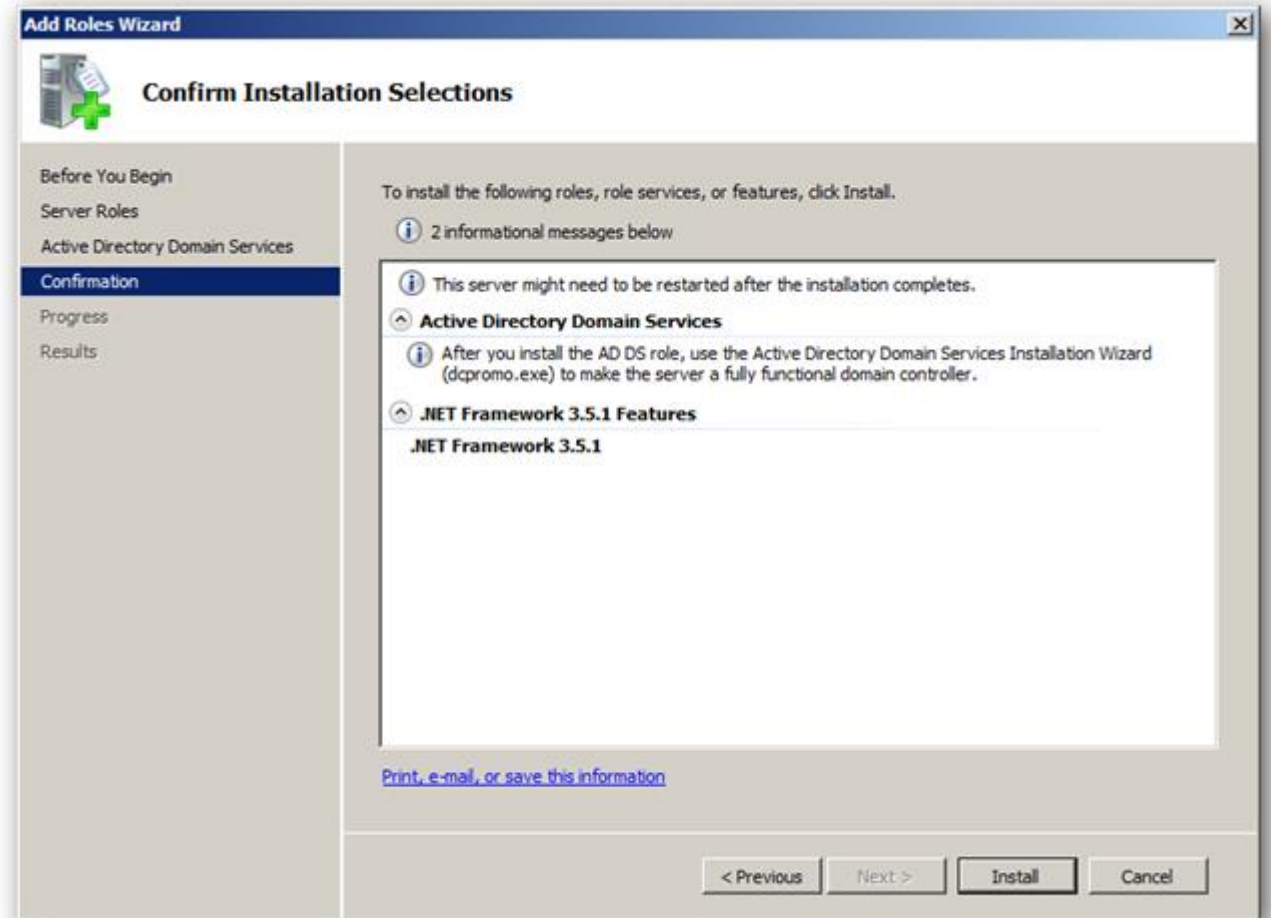 Add Roles Wizard
Confirm Installation Selections
Before You Begin
Server Roles
Active Directory Domain Services
Confirmation
Progress
Results
To install the following roles, role services, or features, click Install.
2 informational messages below
This server might need to be restarted after the installation completes.
Active Directory Domain Services
After you install the AD DS role, use the Active Directory Domain Services Installation Wizard
(dcpromo.exe) to make the server a fully functional domain controller.
.NET Framework 3.5.1 Features
.NET Framework 3.5.1
Print, e-mail, or save this information
< Previous
Next >
Install
Cancel